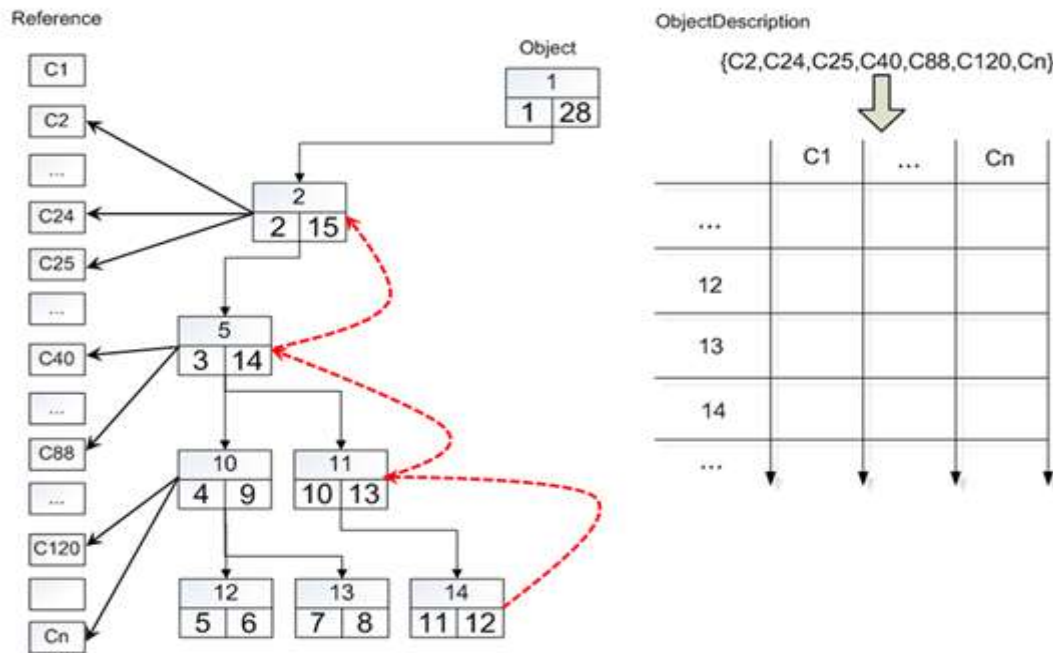 Reference
ObjectDescription
Object
{C2,C24,C25,C40,C88,C120,Cn}
C1
1
1 28
C2
...
C1 ... Cn
2
2 15
C24
...
C25
12
...
5
3 14
13
C40
...
14
C88
10 11
...
4 9 10 13
...
C120
12 13 14
5 6 7 8 11 12
Cn